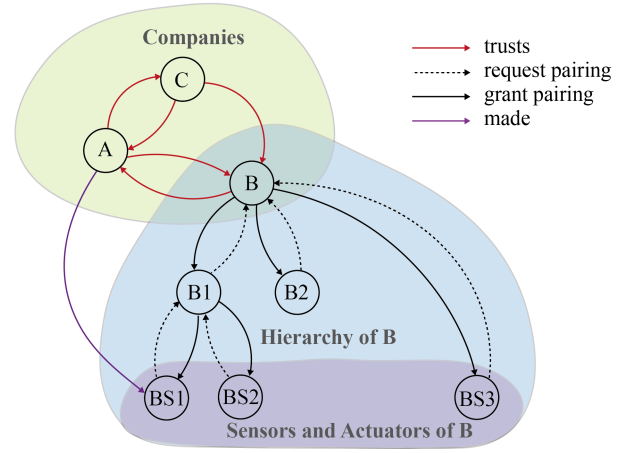 Companies
trusts
request pairing
grant pairing
made
C
A
B
B1
B2
Hierarchy of B
BS1
BS2
BS3
Sensors and Actuators of B